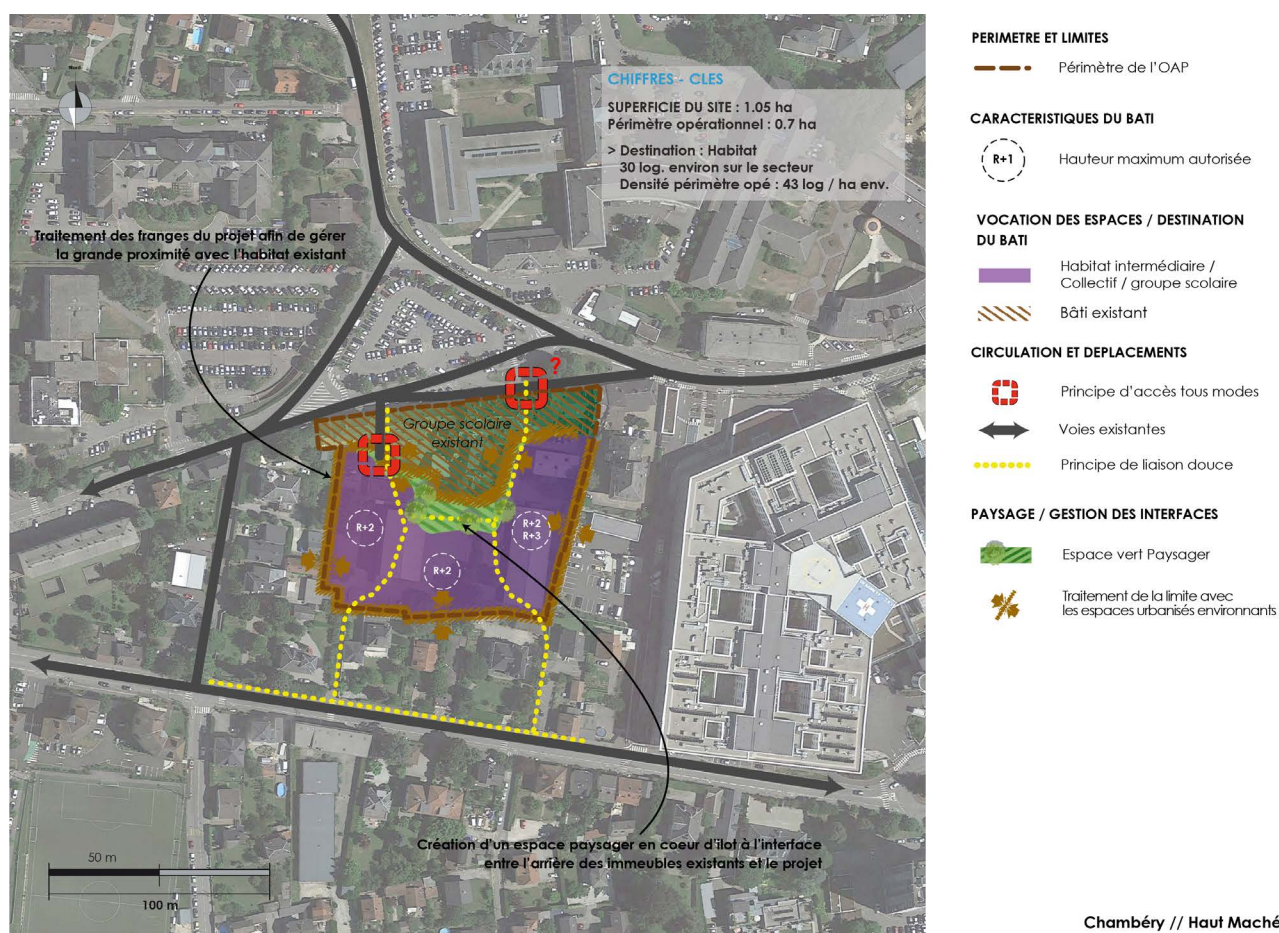 Nord
CHIFFRES - CLES
SUPERFICIE DU SITE : 1.05 ha
Périmètre opérationnel : 0.7 ha
> Destination : Habitat
30 log. environ sur le secteur
Densité périmètre opé : 43 log / ha env.
Traitement des franges du projet afin de gérer
la grande proximité avec l'habitat existant
?
Groupe scolaire
existant
R+2
R+2
R+3
R+2
Création d'un espace paysager en coeur d'ilot à l'interface
entre l'arrière des immeubles existants et le projet
50 m
100 m
PERIMETRE ET LIMITES
Périmètre de l'OAP
CARACTERISTIQUES DU BATI
R+1
Hauteur maximum autorisée
VOCATION DES ESPACES / DESTINATION
DU BATI
Habitat intermédiaire /
Collectif / groupe scolaire
Bâti existant
CIRCULATION ET DEPLACEMENTS
Principe d'accès tous modes
Voies existantes
Principe de liaison douce
PAYSAGE / GESTION DES INTERFACES
Espace vert Paysager
Traitement de la limite avec
les espaces urbanisés environnants
Chambéry // Haut Maché